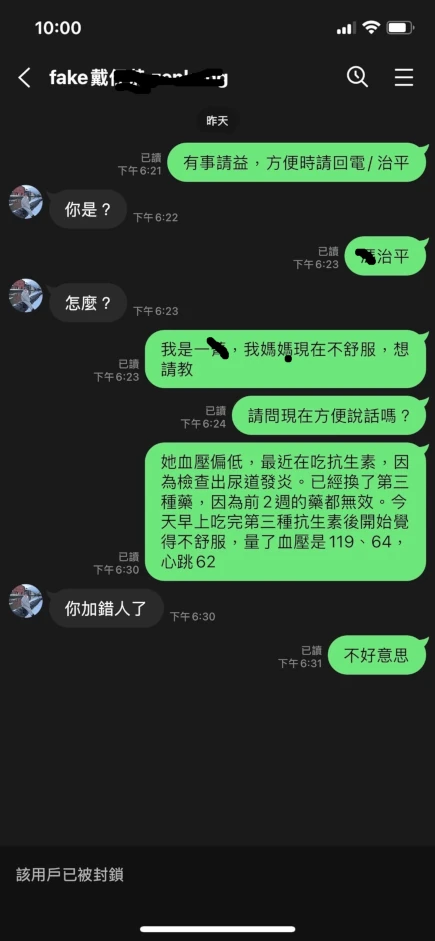 10:00
fake戴
昨天
有事請益，方便時請回電/ 治平
已讀
下午6:21
你是？
下午6:22
治平
已讀
下午6:23
怎麼？
下午6:23
我是一，我媽媽現在不舒服，想
請教
已讀
下午6:23
請問現在方便說話嗎？
已讀
下午6:24
她血壓偏低，最近在吃抗生素，因
為檢查出尿道發炎。已經換了第三
種藥，因為前2週的藥都無效。今
天早上吃完第三種抗生素後開始覺
得不舒服，量了血壓是119、64，
心跳62
已讀
下午6:30
你加錯人了
下午6:30
不好意思
已讀
下午6:31
該用戶已被封鎖